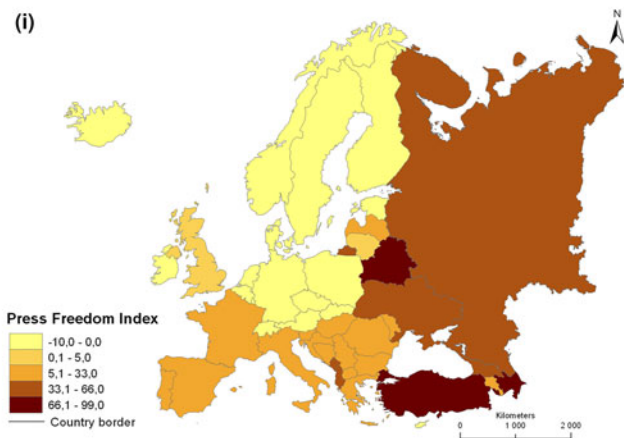 (i)
N
Press Freedom Index
-10,0 - 0,0
0,1 - 5,0
5,1 - 33,0
33,1 - 66,0
66,1 - 99,0
Country border
Kilometers
0 1 000 2 000